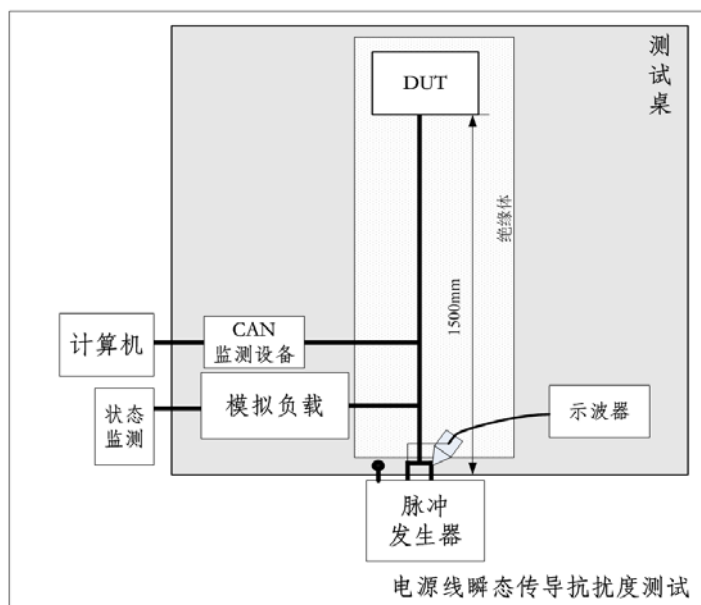 测试桌
DUT
绝缘体
1500mm
计算机
CAN
监测设备
模拟负载
状态
监测
示波器
脉冲
发生器
电源线瞬态传导抗扰度测试